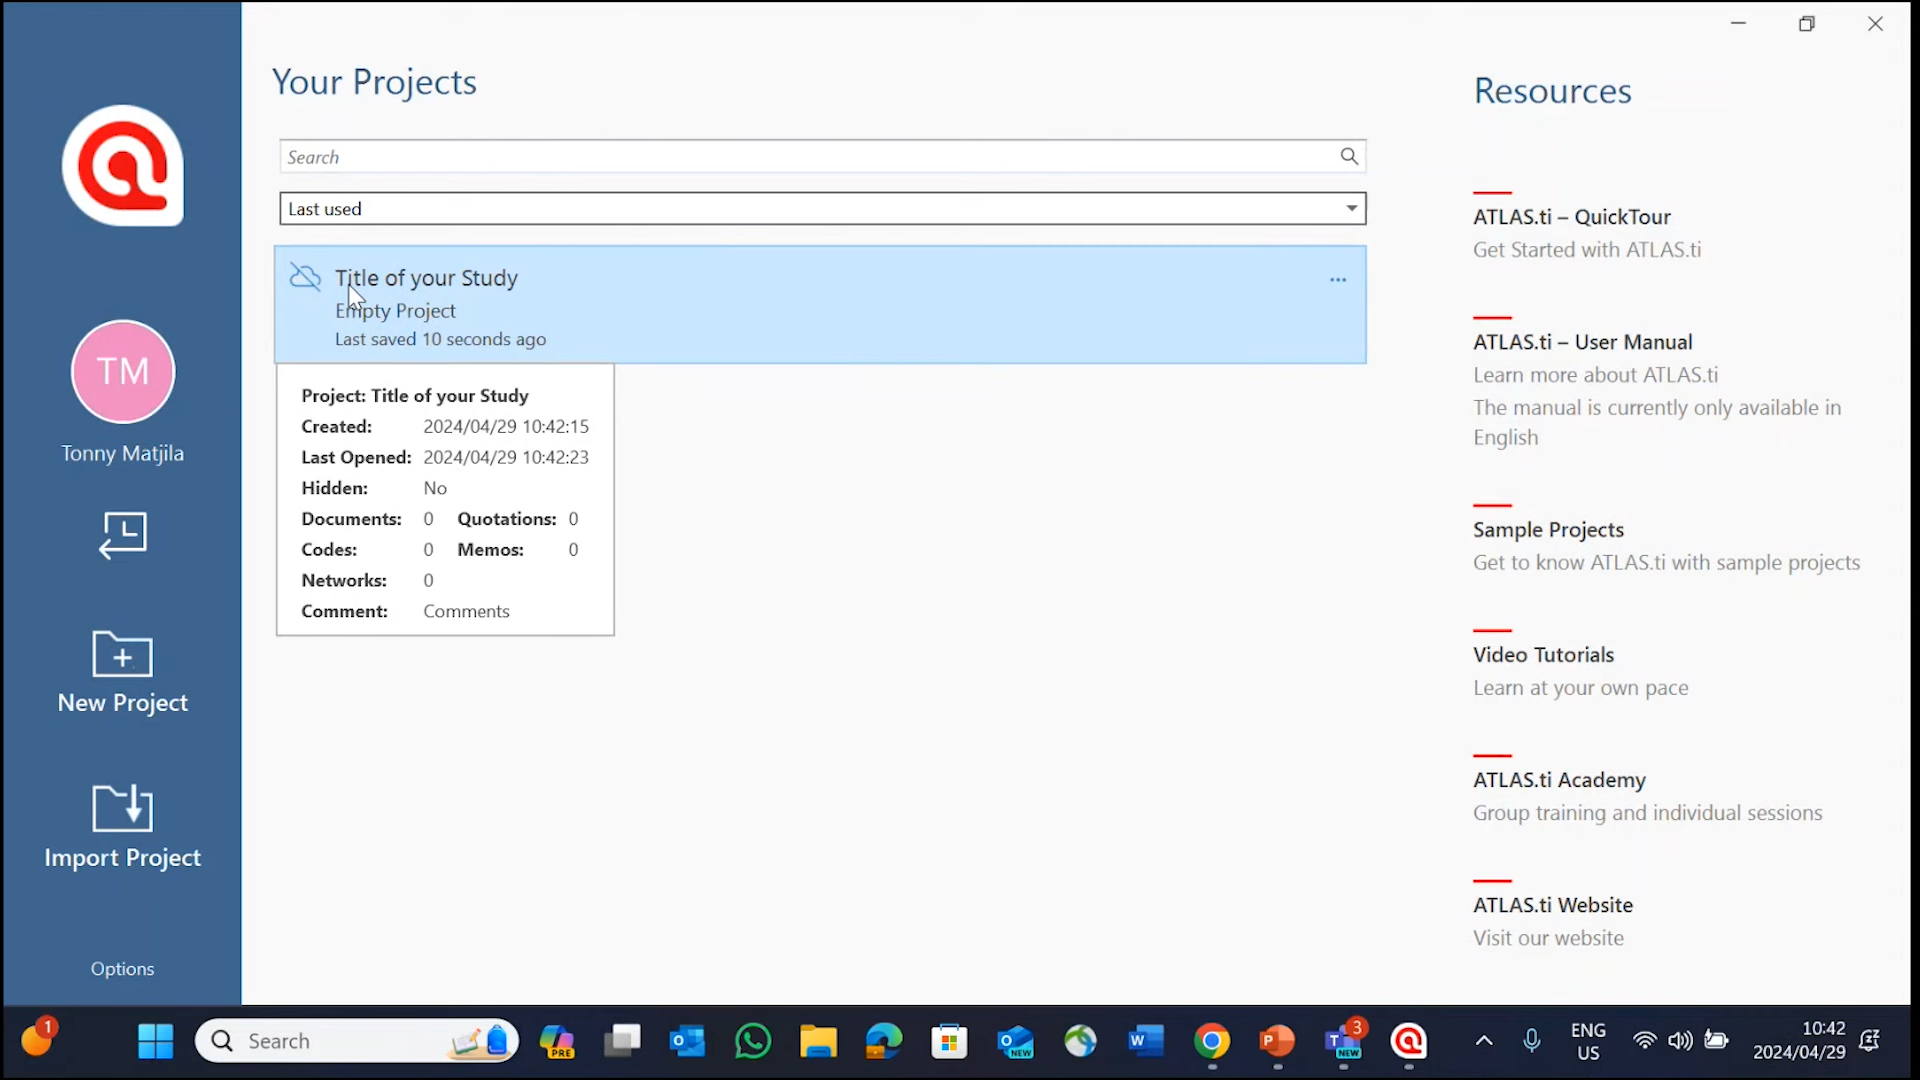 Your Projects
Search
Last used
Title of your Study
Empty Project
Last saved 10 seconds ago
...
Project: Title of your Study
Created: 2024/04/29 10:42:15
Last Opened: 2024/04/29 10:42:23
Hidden: No
Documents: 0 Quotations: 0
Codes: 0 Memos: 0
Networks: 0
Comment: Comments
TM
Tonny Matjila
New Project
Import Project
Options
Resources
ATLAS.ti – QuickTour
Get Started with ATLAS.ti
ATLAS.ti – User Manual
Learn more about ATLAS.ti
The manual is currently only available in
English
Sample Projects
Get to know ATLAS.ti with sample projects
Video Tutorials
Learn at your own pace
ATLAS.ti Academy
Group training and individual sessions
ATLAS.ti Website
Visit our website
1
Search
PRE
O
O
NEW
W
P
3
T
NEW
ENG
US
10:42
2024/04/29